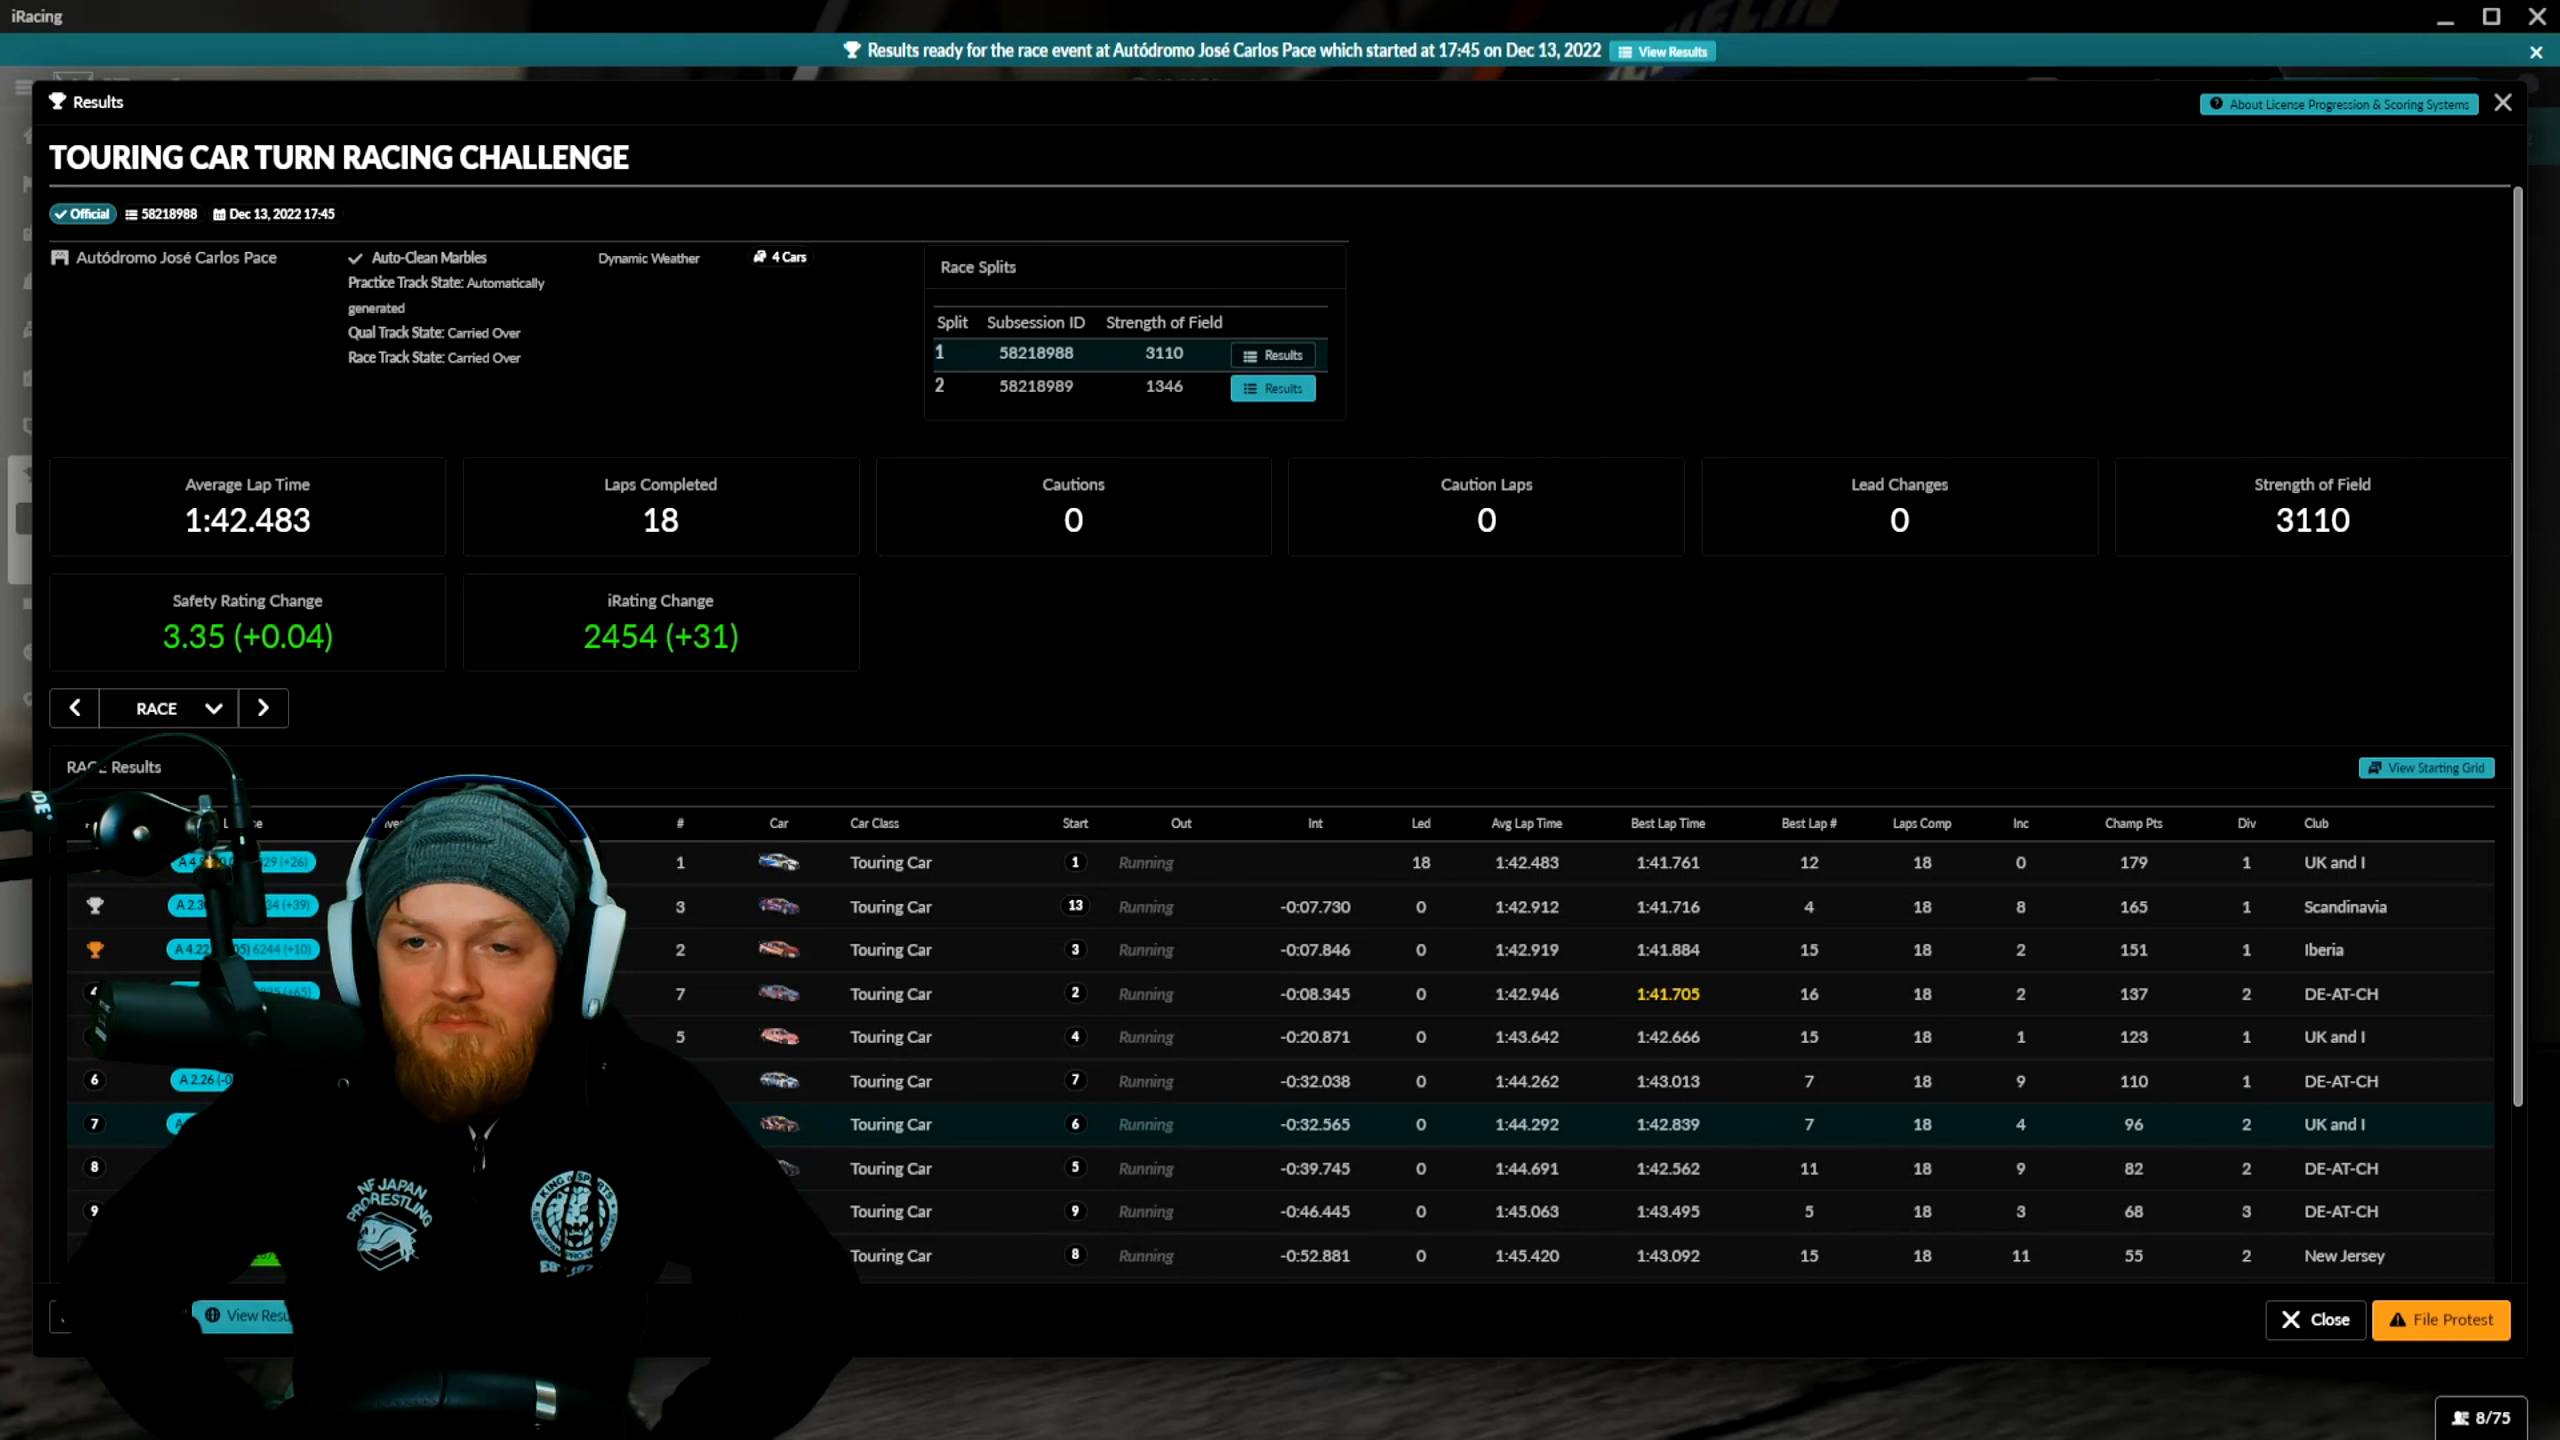 iRacing
Results ready for the race event at Autódromo José Carlos Pace which started at 17:45 on Dec 13, 2022 View Results
Results
About License Progression & Scoring Systems
TOURING CAR TURN RACING CHALLENGE
Official 58218988 Dec 13, 2022 17:45
Autódromo José Carlos Pace
Auto-Clean Marbles
Practice Track State: Automatically
generated
Qual Track State: Carried Over
Race Track State: Carried Over
Dynamic Weather
4 Cars
Race Splits
Split Subsession ID Strength of Field
1 58218988 3110 Results
2 58218989 1346 Results
Average Lap Time Laps Completed Cautions Caution Laps Lead Changes Strength of Field
1:42.483 18 0 0 0 3110
Safety Rating Change iRating Change
3.35 (+0.04) 2454 (+31)
RACE
RACE Results View Starting Grid
# Car Car Class Start Out Int Led Avg Lap Time Best Lap Time Best Lap # Laps Comp Inc Champ Pts Div Club
(+26) 1 Touring Car 1 Running 18 1:42.483 1:41.761 12 18 0 179 1 UK and I
(+39) 3 Touring Car 13 Running -0:07.730 0 1:42.912 1:41.716 4 18 8 165 1 Scandinavia
A 4.22 6244 (+10) 2 Touring Car 3 Running -0:07.846 0 1:42.919 1:41.884 15 18 2 151 1 Iberia
(+65) 7 Touring Car 2 Running -0:08.345 0 1:42.946 1:41.705 16 18 2 137 2 DE-AT-CH
5 Touring Car 4 Running -0:20.871 0 1:43.642 1:42.666 15 18 1 123 1 UK and I
6 A 2.26 Touring Car 7 Running -0:32.038 0 1:44.262 1:43.013 7 18 9 110 1 DE-AT-CH
7 Touring Car 6 Running -0:32.565 0 1:44.292 1:42.839 7 18 4 96 2 UK and I
8 Touring Car 5 Running -0:39.745 0 1:44.691 1:42.562 11 18 9 82 2 DE-AT-CH
9 Touring Car 9 Running -0:46.445 0 1:45.063 1:43.495 5 18 3 68 3 DE-AT-CH
Touring Car 8 Running -0:52.881 0 1:45.420 1:43.092 15 18 11 55 2 New Jersey
JAPAN
KING SPORTS
View Resu
Close File Protest
8/75